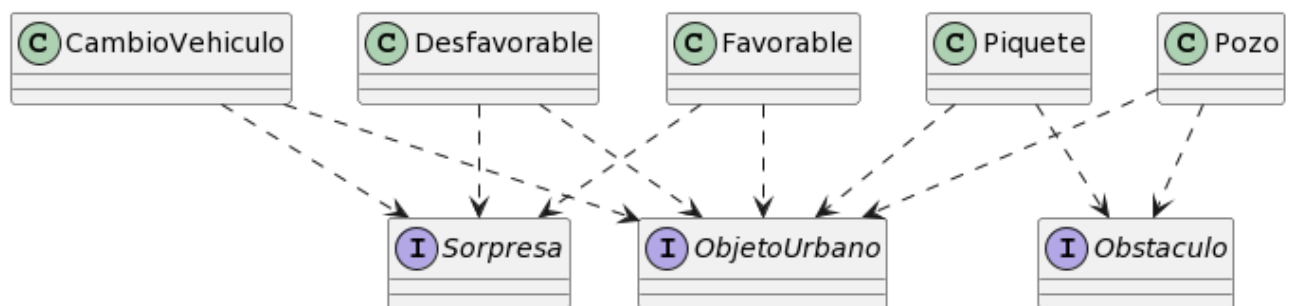 C CambioVehiculo
C Desfavorable
C Favorable
C Piquete
C Pozo
I Sorpresa
I ObjetoUrbano
I Obstaculo